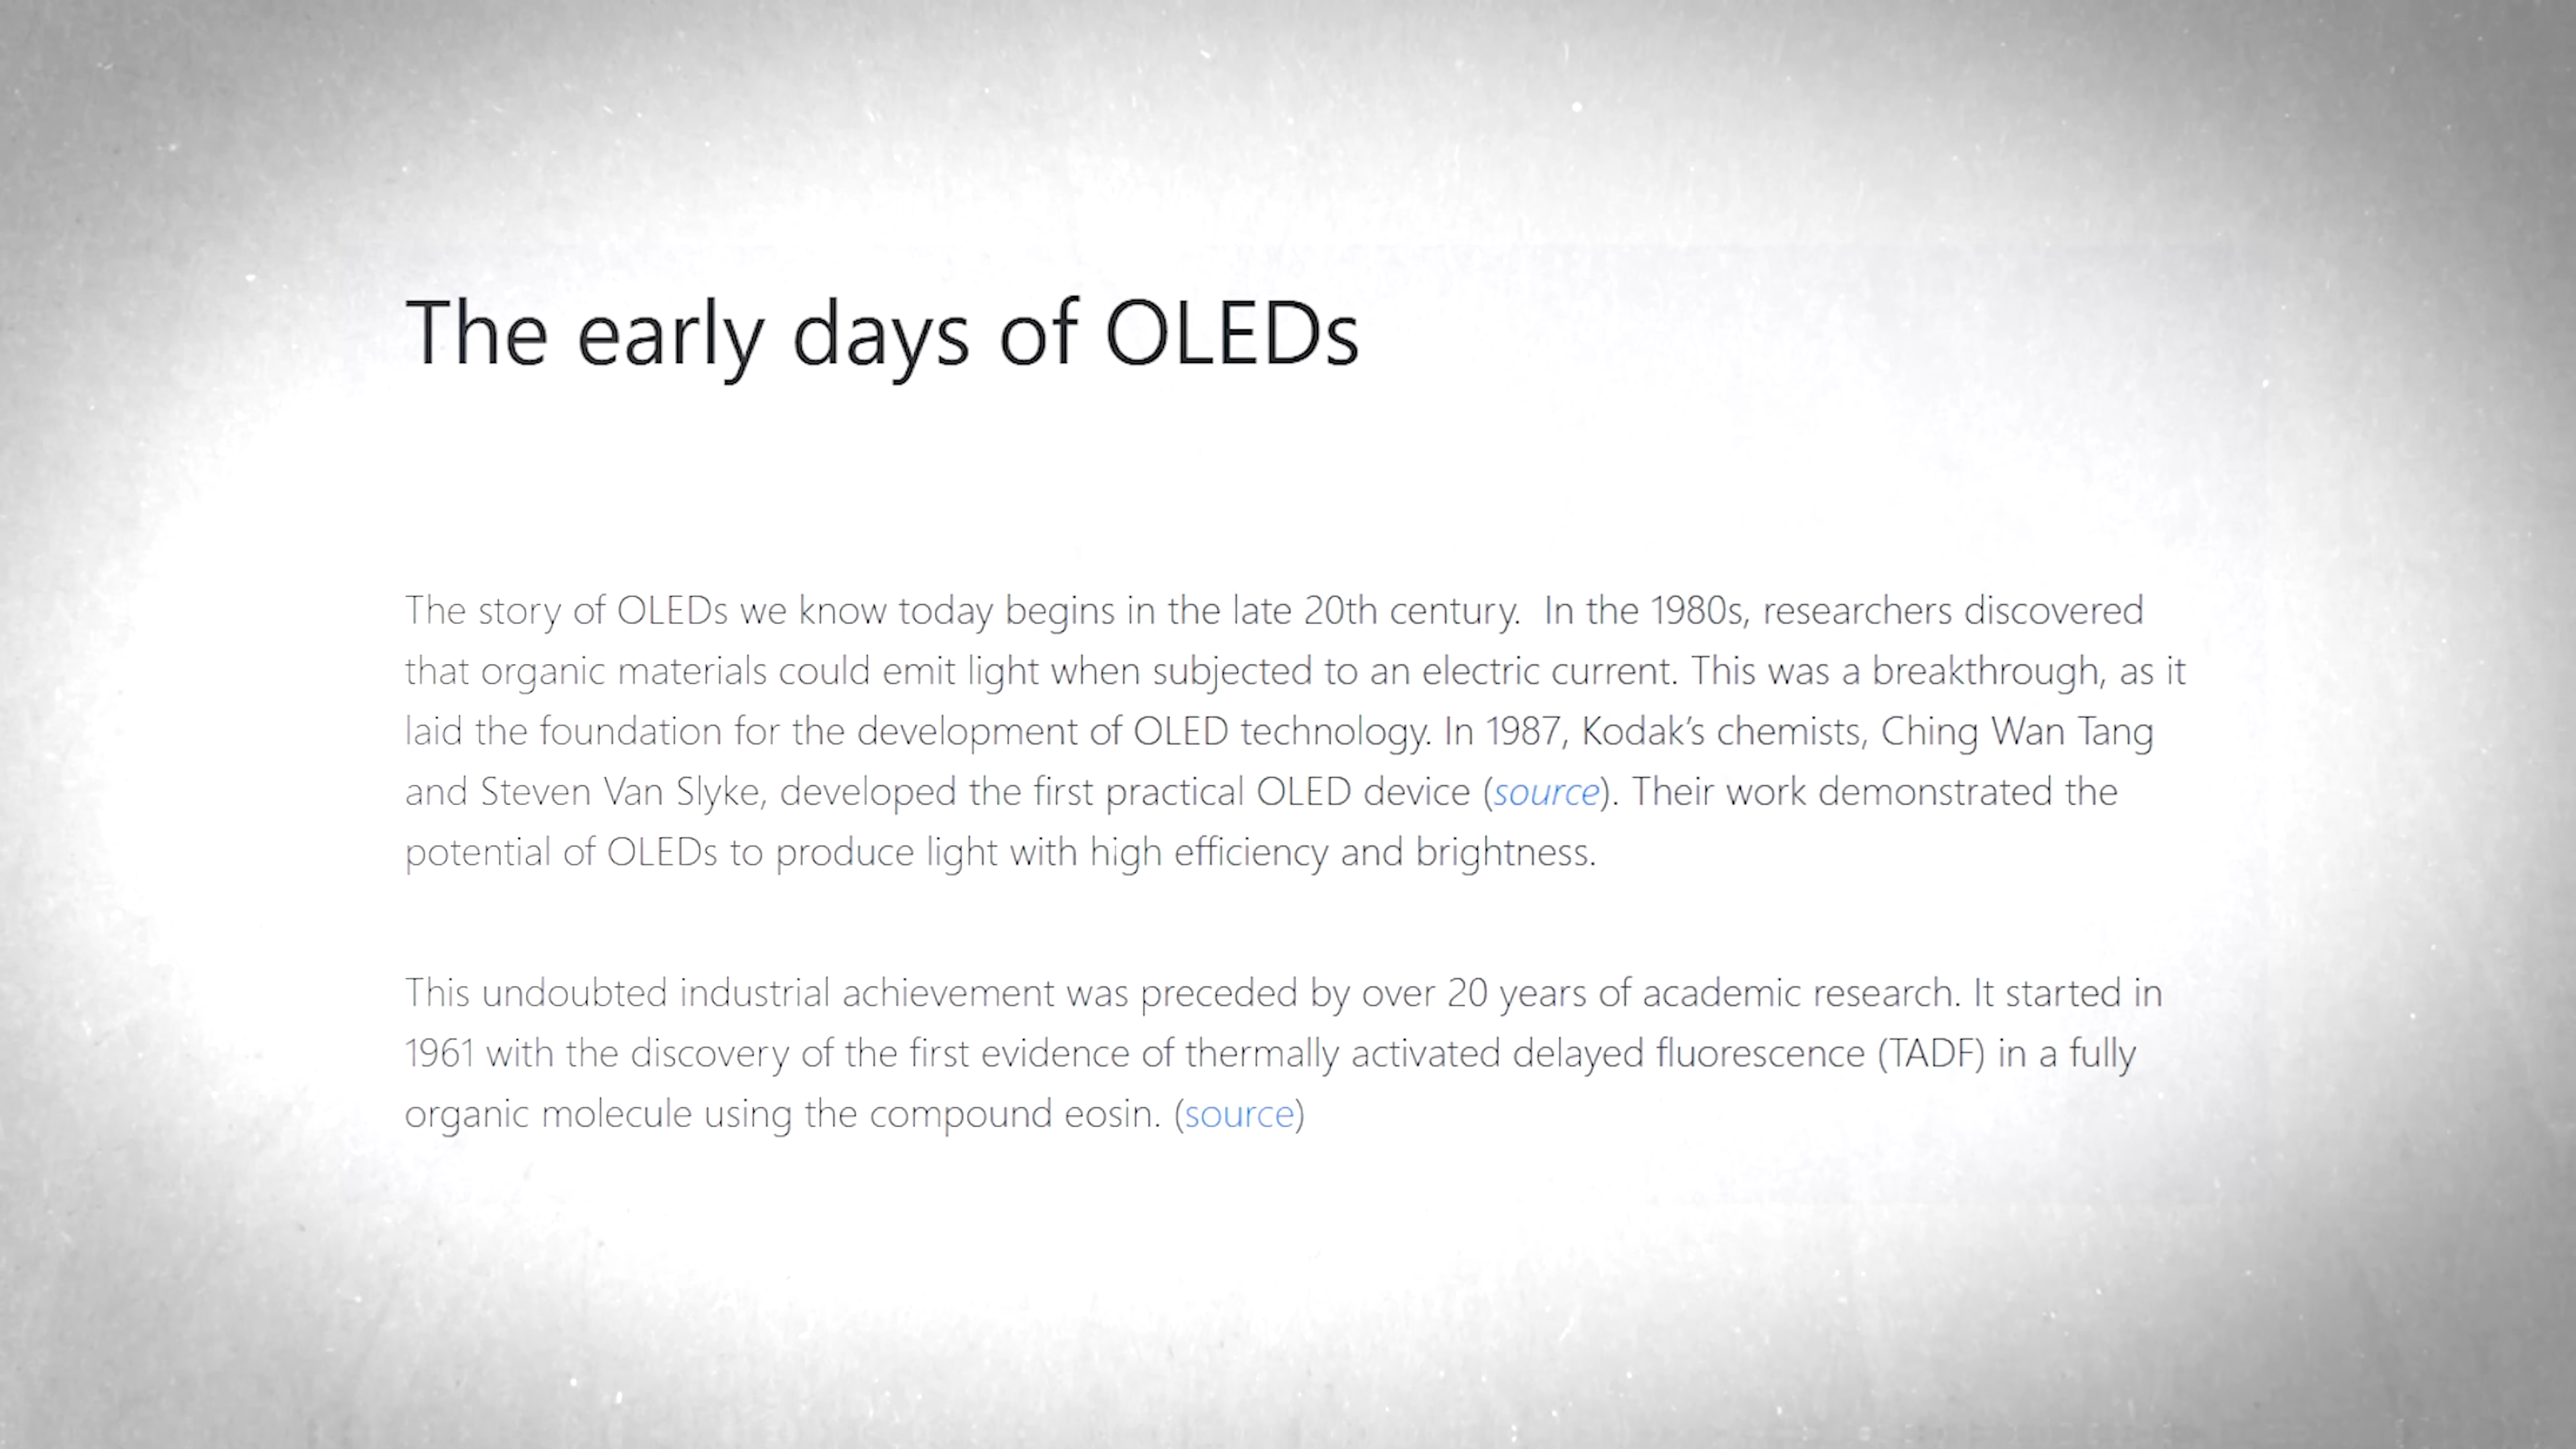 The early days of OLEDs
The story of OLEDs we know today begins in the late 20th century.  In the 1980s, researchers discovered
that organic materials could emit light when subjected to an electric current. This was a breakthrough, as it
laid the foundation for the development of OLED technology. In 1987, Kodak’s chemists, Ching Wan Tang
and Steven Van Slyke, developed the first practical OLED device (source). Their work demonstrated the
potential of OLEDs to produce light with high efficiency and brightness.
This undoubted industrial achievement was preceded by over 20 years of academic research. It started in
1961 with the discovery of the first evidence of thermally activated delayed fluorescence (TADF) in a fully
organic molecule using the compound eosin. (source)